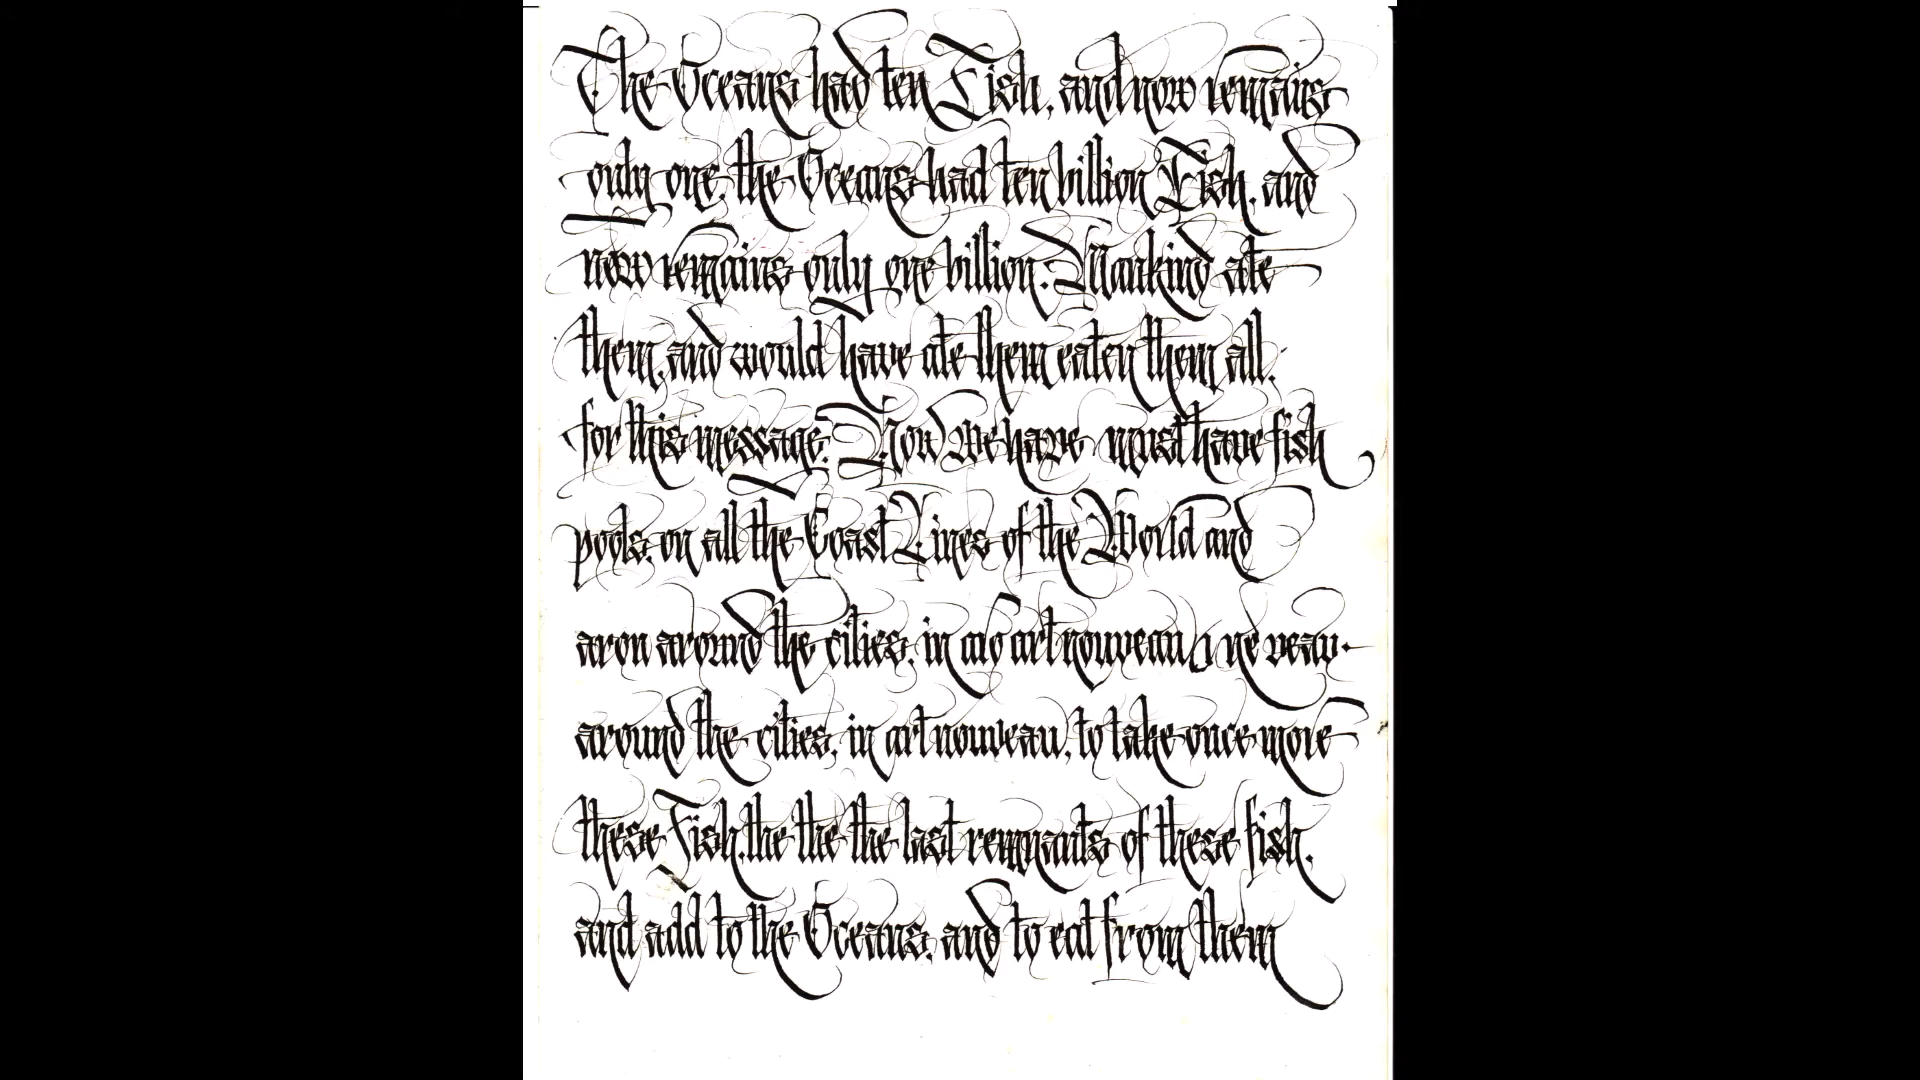 The Oceans had ten Fish, and now remains
only one, the Oceans had ten billion Fish, and
now remains only one billion. Mankind ate
them, and would have ate them eaten them all,
for this message. Now we have must have fish
pools, on all the Coast Lines of the World and
aron around the cities, in art nouveau
around the cities, in art nouveau, to take once more
these Fish, the the the last remnants of these fish,
and add to the Oceans, and to eat from them